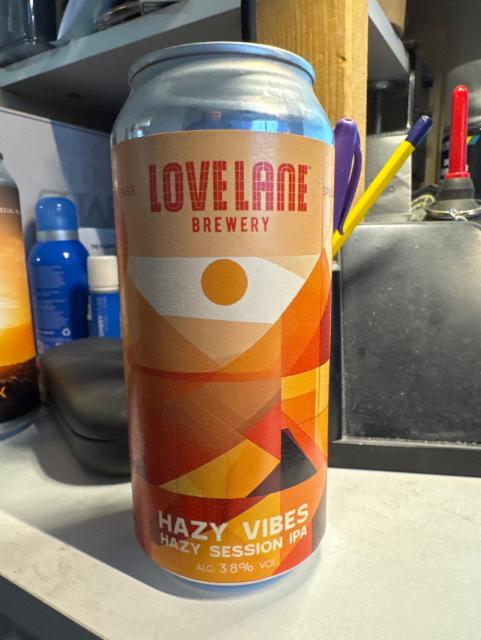 LOVELANE
BREWERY
HAZY VIBES
HAZY SESSION IPA
ALC 3.8% VOL